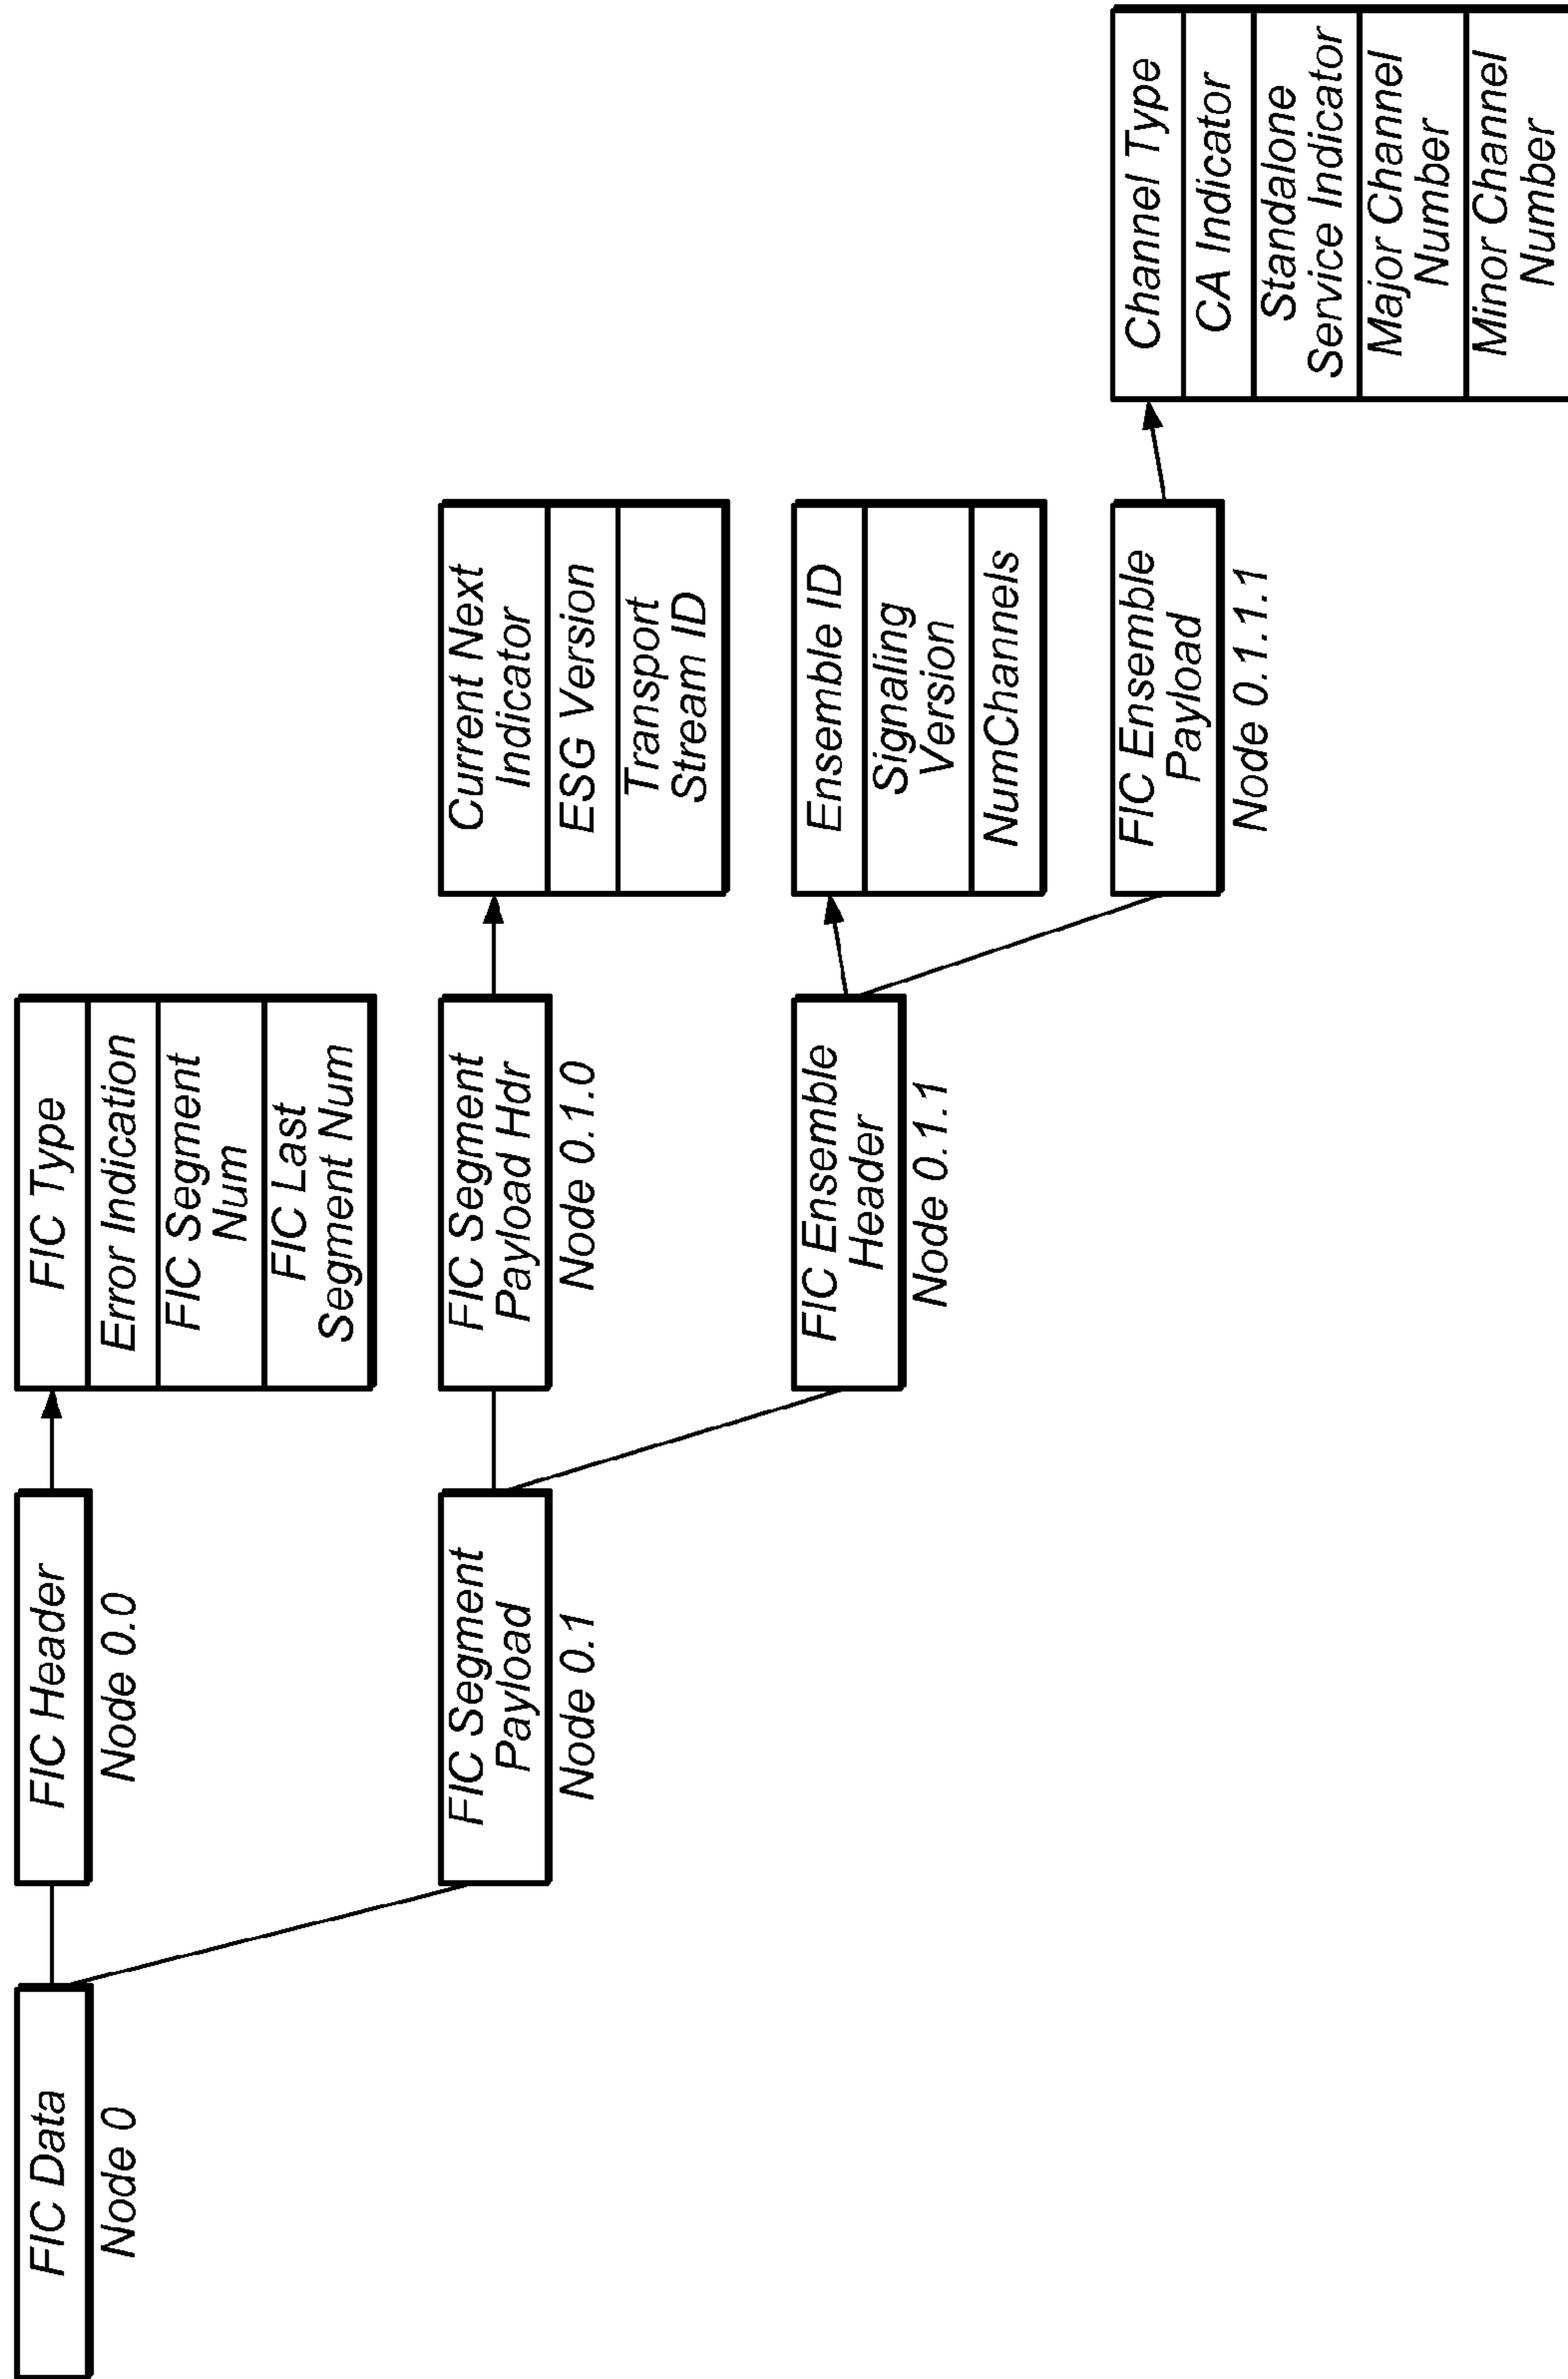 FIC Data
Node 0
FIC Header
Node 0.0
FIC Type
Error Indication
FIC Segment
Num
FIC Last
Segment Num
FIC Segment
Payload
Node 0.1
FIC Segment
Payload Hdr
Node 0.1.0
Current Next
Indicator
ESG Version
Transport
Stream ID
FIC Ensemble
Header
Node 0.1.1
Ensemble ID
Signaling
Version
NumChannels
FIC Ensemble
Payload
Node 0.1.1.1
Channel Type
CA Indicator
Standalone
Service Indicator
Major Channel
Number
Minor Channel
Number